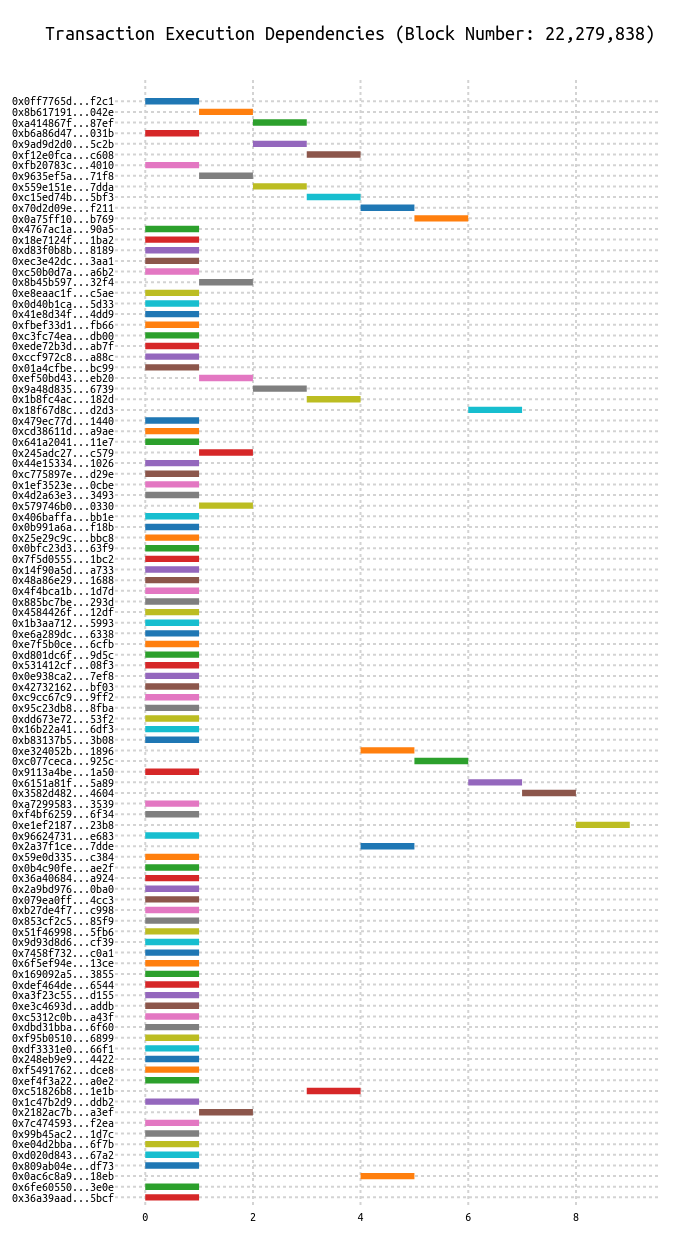 Transaction Execution Dependencies (Block Number: 22,279,838)
0x0ff7765d...f2c1
0x8b617191...042e
0xa414867f...87ef
0xb6a86d47...031b
0x9ad9d2d0...5c2b
0xf12e0fca...c608
0xfb20783c...4010
0x9635ef5a...71f8
0x559e151e...7dda
0xc15ed74b...5bf3
0x70d2d09e...f211
0x0a75ff10...b769
0x4767ac1a...90a5
0x18e7124f...1ba2
0xd83f0b8b...8189
0xec3e42dc...3aa1
0xc50b0d7a...a6b2
0x8b45b597...32f4
0xe8eaac1f...c5ae
0x0d40b1ca...5d33
0x41e8d34f...4dd9
0xfbef33d1...fb66
0xc3fc74ea...db00
0xede72b3d...ab7f
0xccf972c8...a88c
0x01a4cfbe...bc99
0xef50bd43...eb20
0x9a48d835...6739
0x1b8fc4ac...182d
0x18f67d8c...d2d3
0x479ec77d...1440
0xcd38611d...a9ae
0x641a2041...11e7
0x245adc27...c579
0x44e15334...1026
0xc775897e...d29e
0x1ef3523e...0cbe
0x4d2a63e3...3493
0x579746b0...0330
0x406baffa...bb1e
0x0b991a6a...f18b
0x25e29c9c...bbc8
0x0bfc23d3...63f9
0x7f5d0555...1bc2
0x14f90a5d...a733
0x48a86e29...1688
0x4f4bca1b...1d7d
0x885bc7be...293d
0x4584426f...12df
0x1b3aa712...5993
0xe6a289dc...6338
0xe7f5b0ce...6cfb
0xd801dc6f...9d5c
0x531412cf...08f3
0x0e938ca2...7ef8
0x42732162...bf03
0xc9cc67c9...9ff2
0x95c23db8...8fba
0xdd673e72...53f2
0x16b22a41...6df3
0xb83137b5...3b08
0xe324052b...1896
0xc077ceca...925c
0x9113a4be...1a50
0x6151a81f...5a89
0x3582d482...4604
0xa7299583...3539
0xf4bf6259...6f34
0xe1ef2187...23b8
0x96624731...e683
0x2a37f1ce...7dde
0x59e0d335...c384
0x0b4c90fe...ae2f
0x36a40684...a924
0x2a9bd976...0ba0
0x079ea0ff...4cc3
0xb27de4f7...c998
0x853cf2c5...85f9
0x51f46998...5fb6
0x9d93d8d6...cf39
0x7458f732...c0a1
0x6f5ef94e...13ce
0x169092a5...3855
0xdef464de...6544
0xa3f23c55...d155
0xe3c4693d...addb
0xc5312c0b...a43f
0xdbd31bba...6f60
0xf95b0510...6899
0xdf3331e0...66f1
0x248eb9e9...4422
0xf5491762...dce8
0xef4f3a22...a0e2
0xc51826b8...1e1b
0x1c47b2d9...ddb2
0x2182ac7b...a3ef
0x7c474593...f2ea
0x99b45ac2...1d7c
0xe04d2bba...6f7b
0xd020d843...67a2
0x809ab04e...df73
0x0ac6c8a9...18eb
0x6fe60550...3e0e
0x36a39aad...5bcf
0 2 4 6 8